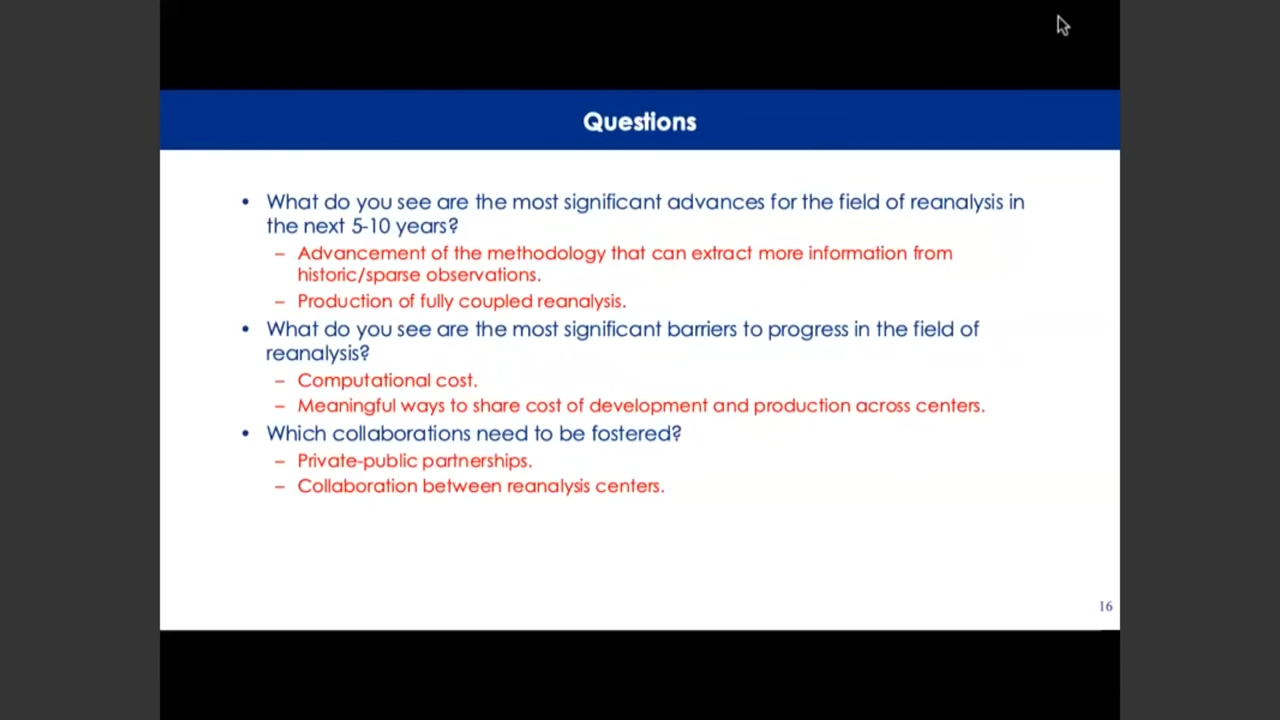 Questions
• What do you see are the most significant advances for the field of reanalysis in
the next 5-10 years?
– Advancement of the methodology that can extract more information from
historic/sparse observations.
– Production of fully coupled reanalysis.
• What do you see are the most significant barriers to progress in the field of
reanalysis?
– Computational cost.
– Meaningful ways to share cost of development and production across centers.
• Which collaborations need to be fostered?
– Private-public partnerships.
– Collaboration between reanalysis centers.
16